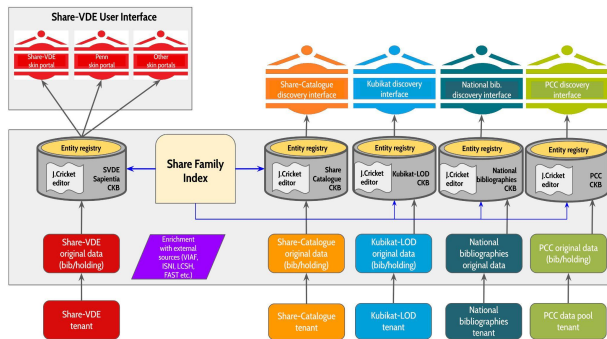 Share-VDE User Interface
Share-VDE
skin portal
Penn
skin portal
Other
skin portals
Share-Catalogue
discovery interface
Kubikat discovery
interface
National bib.
discovery interface
PCC discovery
interface
Entity registry
J.Cricket
editor
SVDE
Sapientia
CKB
Share Family
Index
Entity registry
J.Cricket
editor
Share
Catalogue
CKB
Entity registry
J.Cricket
editor
Kubikat-LOD
CKB
Entity registry
J.Cricket
editor
National
bibliographies
CKB
Entity registry
J.Cricket
editor
PCC
CKB
Share-VDE
original data
(bib/holding)
Enrichment
with external
sources (VIAF,
ISNI, LCSH,
FAST etc.)
Share-Catalogue
original data
(bib/holding)
Kubikat-LOD
original data
(bib/holding)
National
bibliographies
original data
PCC original data
(bib/holding)
Share-VDE
tenant
Share-Catalogue
tenant
Kubikat-LOD
tenant
National
bibliographies
tenant
PCC data pool
tenant